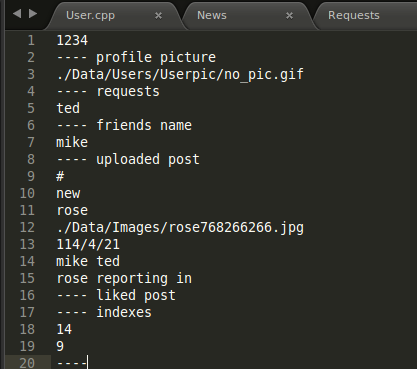 User.cpp × News × Requests
1 1234
2 ---- profile picture
3 ./Data/Users/Userpic/no_pic.gif
4 ---- requests
5 ted
6 ---- friends name
7 mike
8 ---- uploaded post
9 #
10 new
11 rose
12 ./Data/Images/rose768266266.jpg
13 114/4/21
14 mike ted
15 rose reporting in
16 ---- liked post
17 ---- indexes
18 14
19 9
20 ----